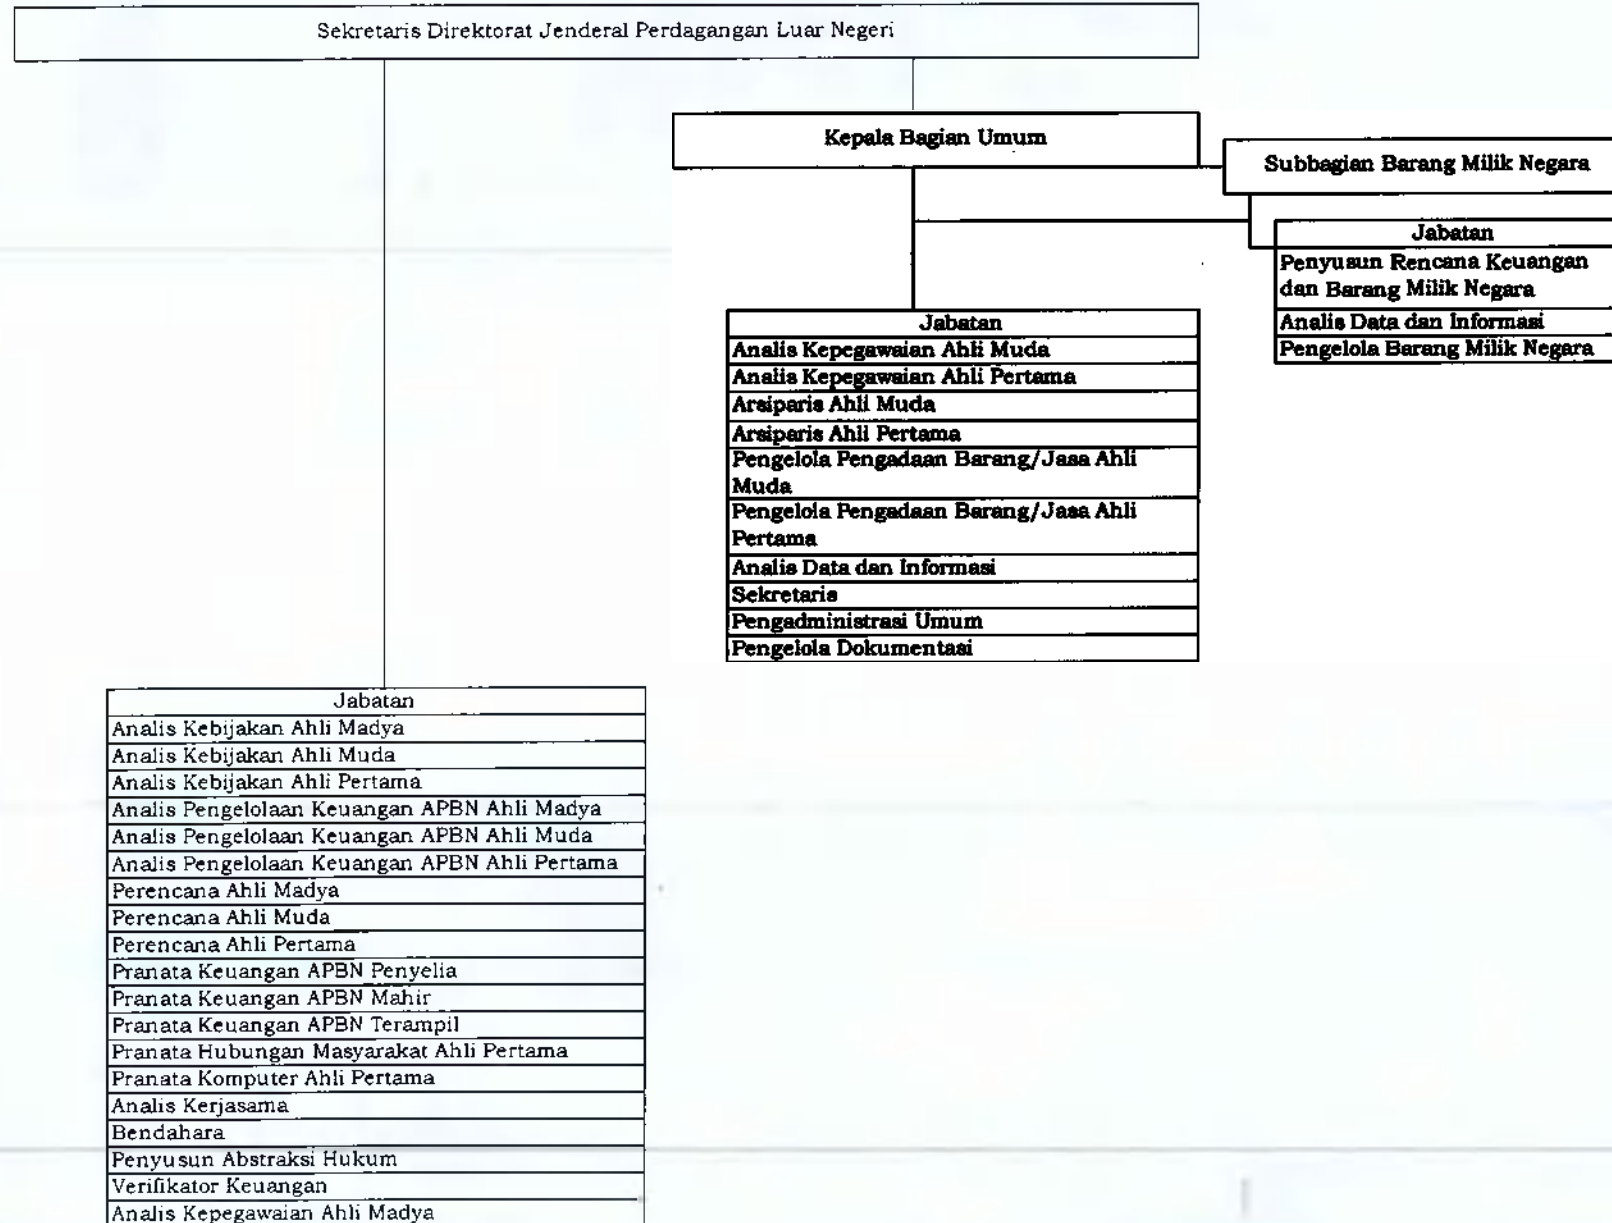 Sekretaris Direktorat Jenderal Perdagangan Luar Negeri
Kepala Bagian Umum
Subbagian Barang Milik Negara
Jabatan
Penyusun Rencana Keuangan
dan Barang Milik Negara
Analis Data dan Informasi
Pengelola Barang Milik Negara
Jabatan
Analis Kepegawaian Ahli Muda
Analis Kepegawaian Ahli Pertama
Arsiparis Ahli Muda
Arsiparis Ahli Pertama
Pengelola Pengadaan Barang/Jasa Ahli
Muda
Pengelola Pengadaan Barang/Jasa Ahli
Pertama
Analis Data dan Informasi
Sekretaris
Pengadministrasi Umum
Pengelola Dokumentasi
Jabatan
Analis Kebijakan Ahli Madya
Analis Kebijakan Ahli Muda
Analis Kebijakan Ahli Pertama
Analis Pengelolaan Keuangan APBN Ahli Madya
Analis Pengelolaan Keuangan APBN Ahli Muda
Analis Pengelolaan Keuangan APBN Ahli Pertama
Perencana Ahli Madya
Perencana Ahli Muda
Perencana Ahli Pertama
Pranata Keuangan APBN Penyelia
Pranata Keuangan APBN Mahir
Pranata Keuangan APBN Terampil
Pranata Hubungan Masyarakat Ahli Pertama
Pranata Komputer Ahli Pertama
Analis Kerjasama
Bendahara
Penyusun Abstraksi Hukum
Verifikator Keuangan
Analis Kepegawaian Ahli Madya